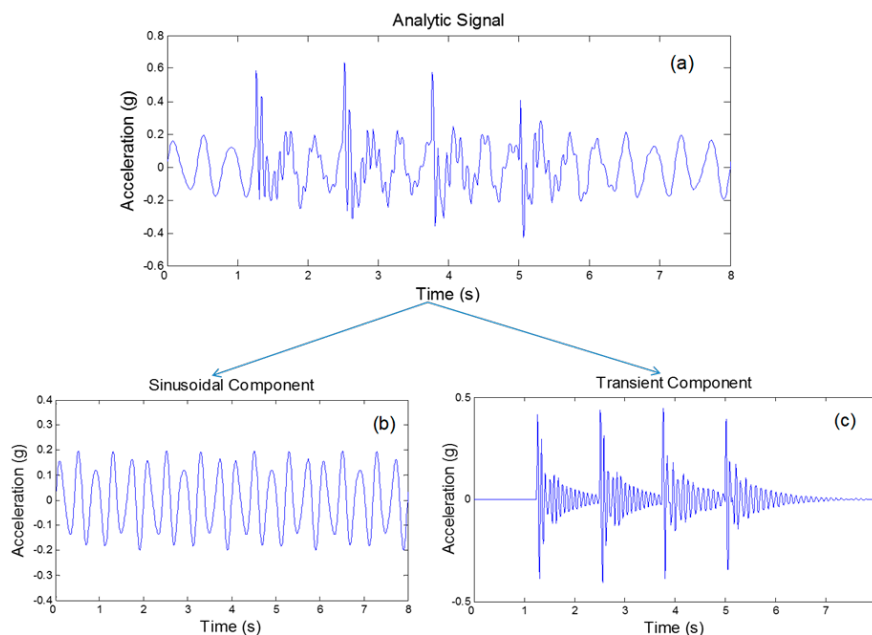 Analytic Signal
(a)
Acceleration (g)
0.8
0.6
0.4
0.2
0
-0.2
-0.4
-0.6
0 1 2 3 4 5 6 7 8
Time (s)
Sinusoidal Component
(b)
Acceleration (g)
0.4
0.3
0.2
0.1
0
-0.1
-0.2
-0.3
-0.4
0 1 2 3 4 5 6 7 8
Time (s)
Transient Component
(c)
Acceleration (g)
0.5
0
-0.5
1 2 3 4 5 6 7
Time (s)